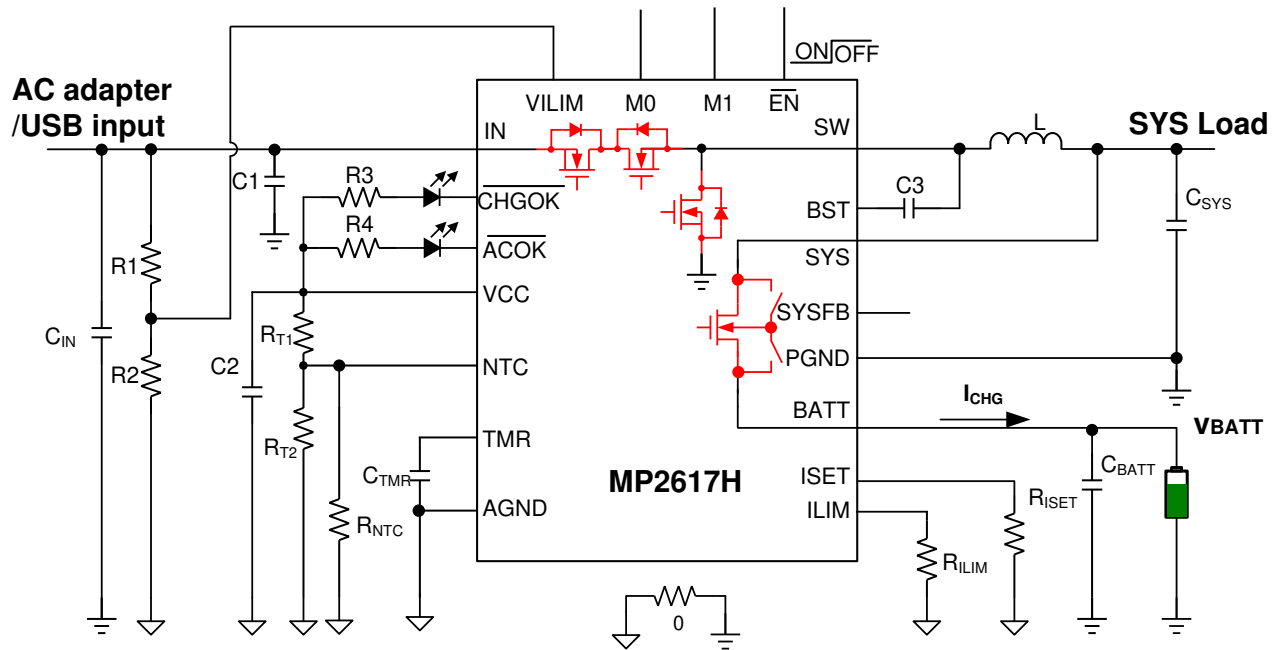 ON/OFF
AC adapter
/USB input
VILIM
M0
M1
EN
IN
SW
L
SYS Load
C1
R3
CHGOK
C3
BST
CSYS
R4
ACOK
SYS
R1
VCC
SYSFB
CIN
RT1
PGND
R2
C2
NTC
ICHG
BATT
VBATT
RT2
TMR
CTMR
MP2617H
CBATT
ISET
RISET
AGND
ILIM
RNTC
RILIM
0